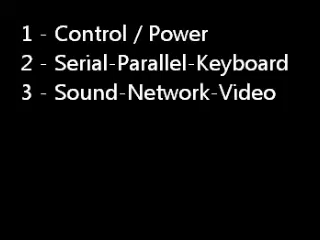 1 - Control / Power
2 - Serial-Parallel-Keyboard
3 - Sound-Network-Video